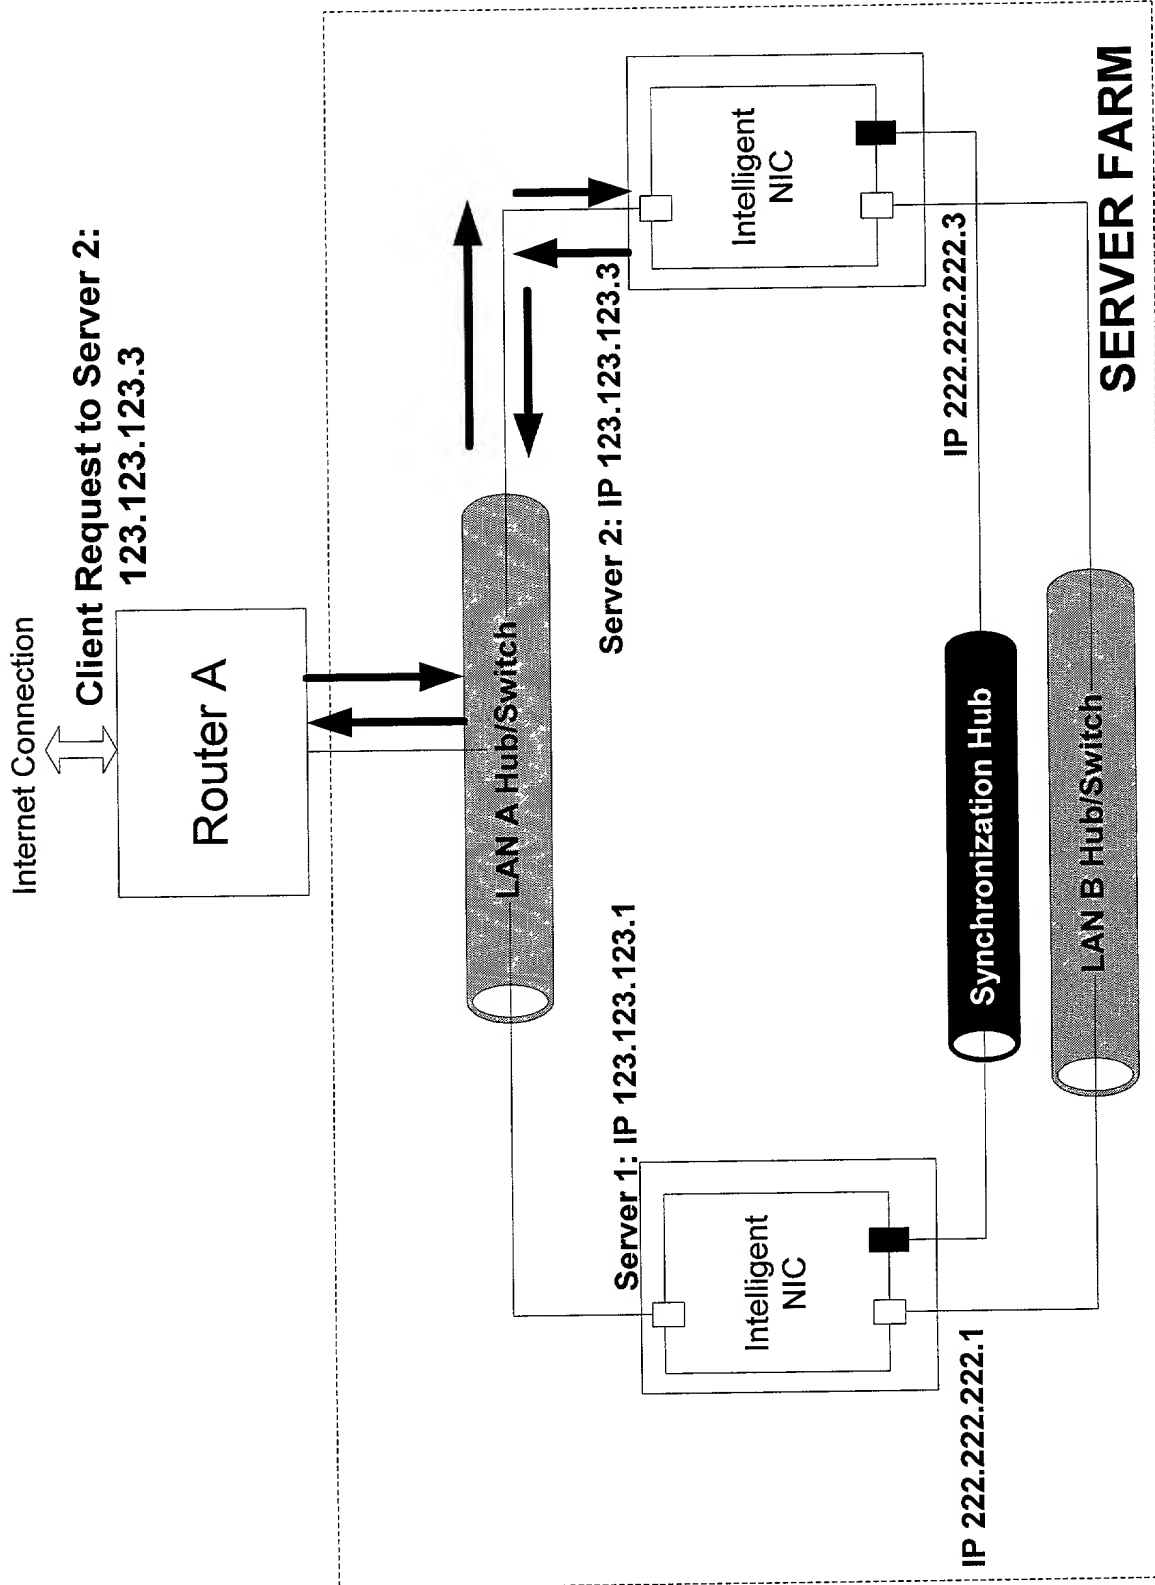 Internet Connection
Client Request to Server 2:
123.123.123.3
Router A
LAN A Hub/Switch
Server 1: IP 123.123.123.1
Server 2: IP 123.123.123.3
Intelligent
NIC
Intelligent
NIC
IP 222.222.222.1
IP 222.222.222.3
Synchronization Hub
LAN B Hub/Switch
SERVER FARM